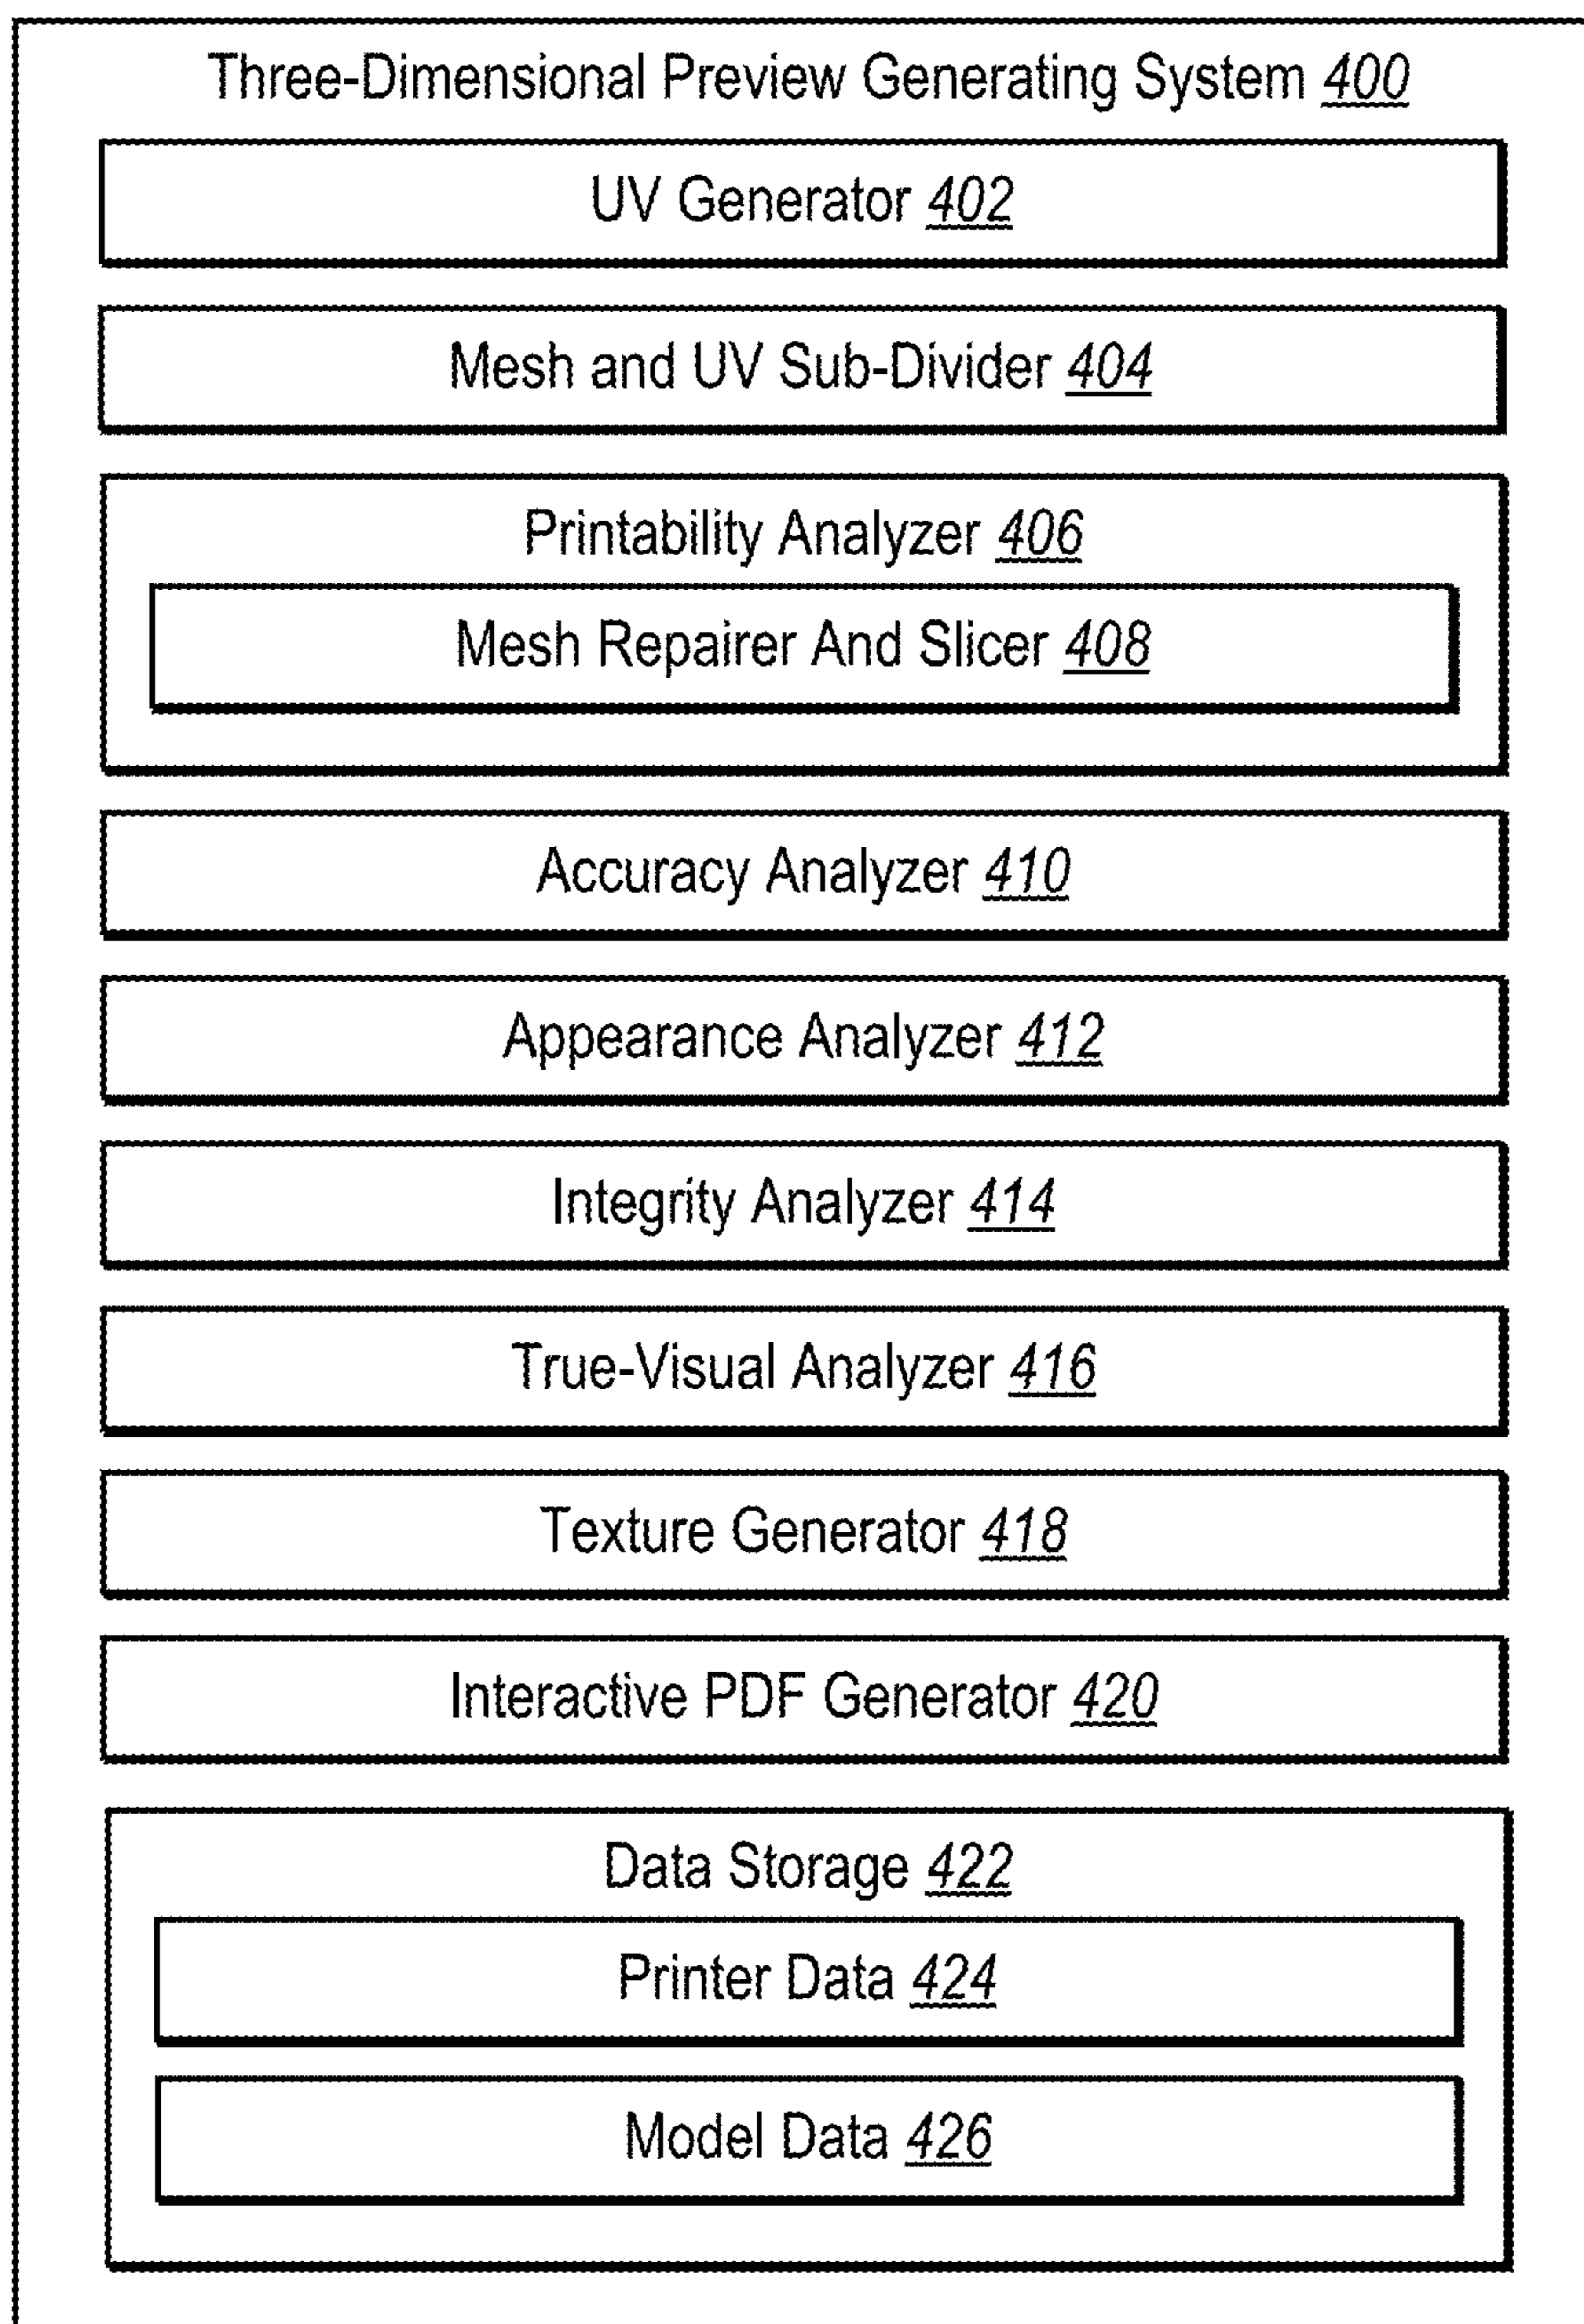 Three-Dimensional Preview Generating System 400
UV Generator 402
Mesh and UV Sub-Divider 404
Printability Analyzer 406
Mesh Repairer And Slicer 408
Accuracy Analyzer 410
Appearance Analyzer 412
Integrity Analyzer 414
True-Visual Analyzer 416
Texture Generator 418
Interactive PDF Generator 420
Data Storage 422
Printer Data 424
Model Data 426